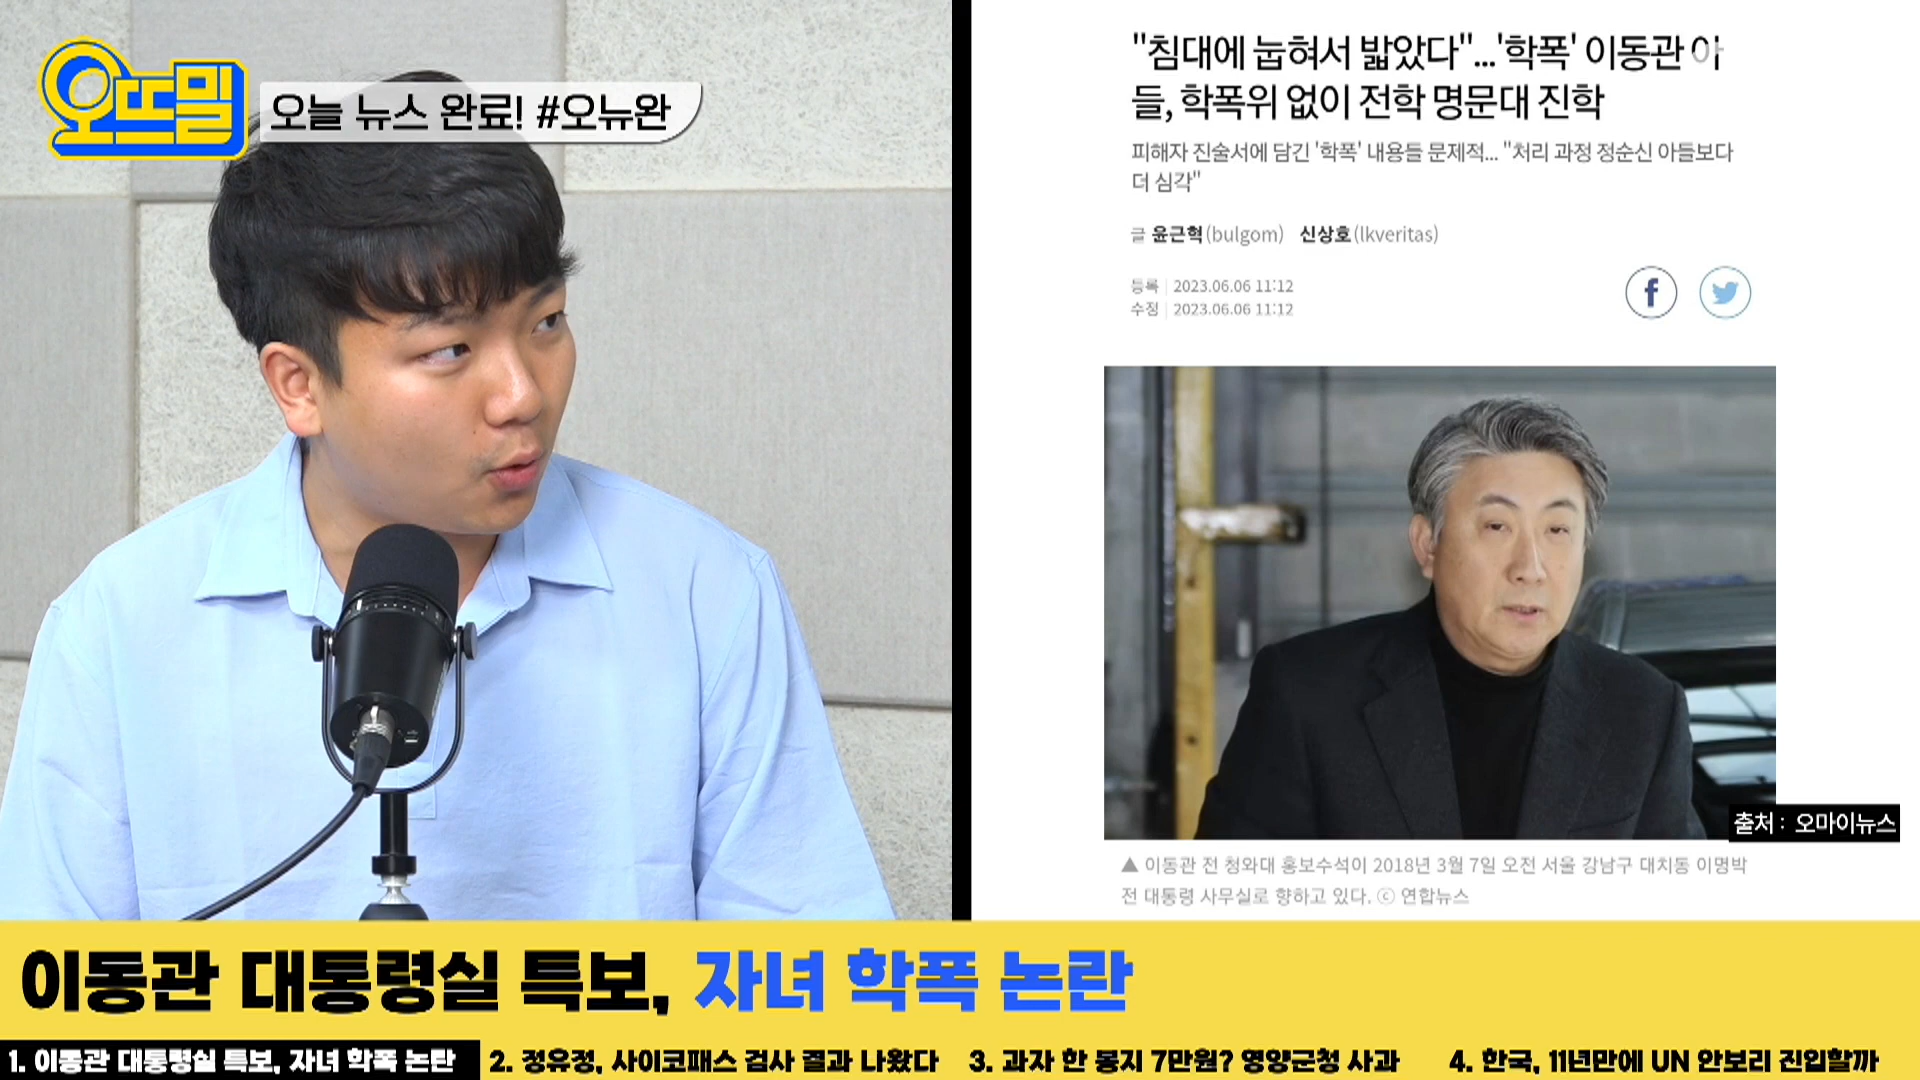 오뜨밀
오늘 뉴스 완료! #오뉴완
"침대에 눕혀서 밟았다"...'학폭' 이동관 아
들, 학폭위 없이 전학 명문대 진학
피해자 진술서에 담긴 '학폭' 내용들 문제적... "처리 과정 정순신 아들보다
더 심각"
글 윤근혁(bulgom) 신상호(lkveritas)
등록 2023.06.06 11:12
수정 2023.06.06 11:12
출처 : 오마이뉴스
▲ 이동관 전 청와대 홍보수석이 2018년 3월 7일 오전 서울 강남구 대치동 이명박
전 대통령 사무실로 향하고 있다. ⓒ 연합뉴스
이동관 대통령실 특보, 자녀 학폭 논란
1. 이동관 대통령실 특보, 자녀 학폭 논란 2. 정유정, 사이코패스 검사 결과 나왔다 3. 과자 한 봉지 7만원? 영양군청 사과 4. 한국, 11년만에 UN 안보리 진입할까